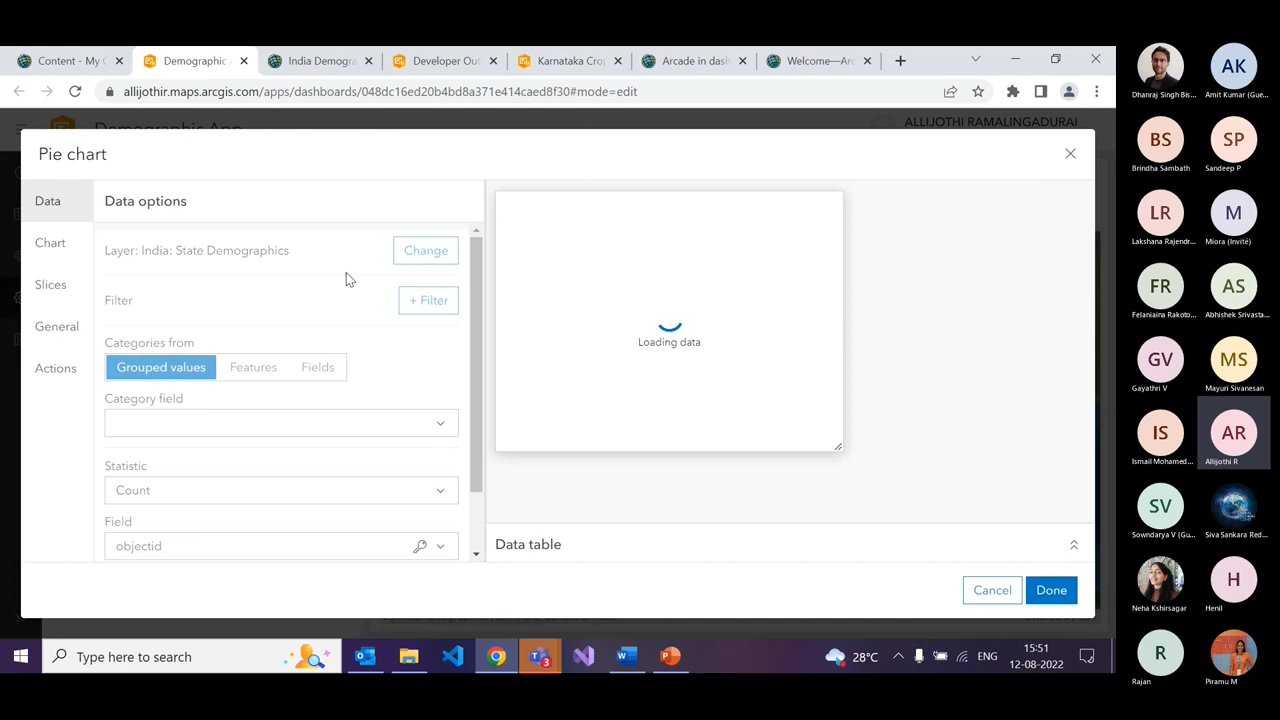 Content - My C
Demographic A
India Demogra
Developer Out
Karnataka Cro
Arcade in dash
Welcome—Arc
allijothir.maps.arcgis.com/apps/dashboards/048dc16ed20b4bd8a371e414caed8f30#mode=edit
Demographic App
ALLIJOTHI RAMALINGADURAI
Pie chart
Data
Chart
Slices
General
Actions
Data options
Layer: India: State Demographics
Change
Filter
+ Filter
Categories from
Grouped values
Features
Fields
Category field
Statistic
Count
Field
objectid
Loading data
Data table
Cancel
Done
Type here to search
3
28°C
ENG
15:51
12-08-2022
Dhanraj Singh Bis...
AK
Amit Kumar (Gue...
BS
Brindha Sambath
SP
Sandeep P
LR
Lakshana Rajendr...
M
Miora (Invité)
FR
Felaniaina Rakoto...
AS
Abhishek Srivasta...
GV
Gayathri V
MS
Mayuri Sivanesan
IS
Ismail Mohamed...
AR
Allijothi R
SV
Sowndarya V (Gu...
Siva Sankara Red...
Neha Kshirsagar
H
Henil
R
Rajan
Piramu M